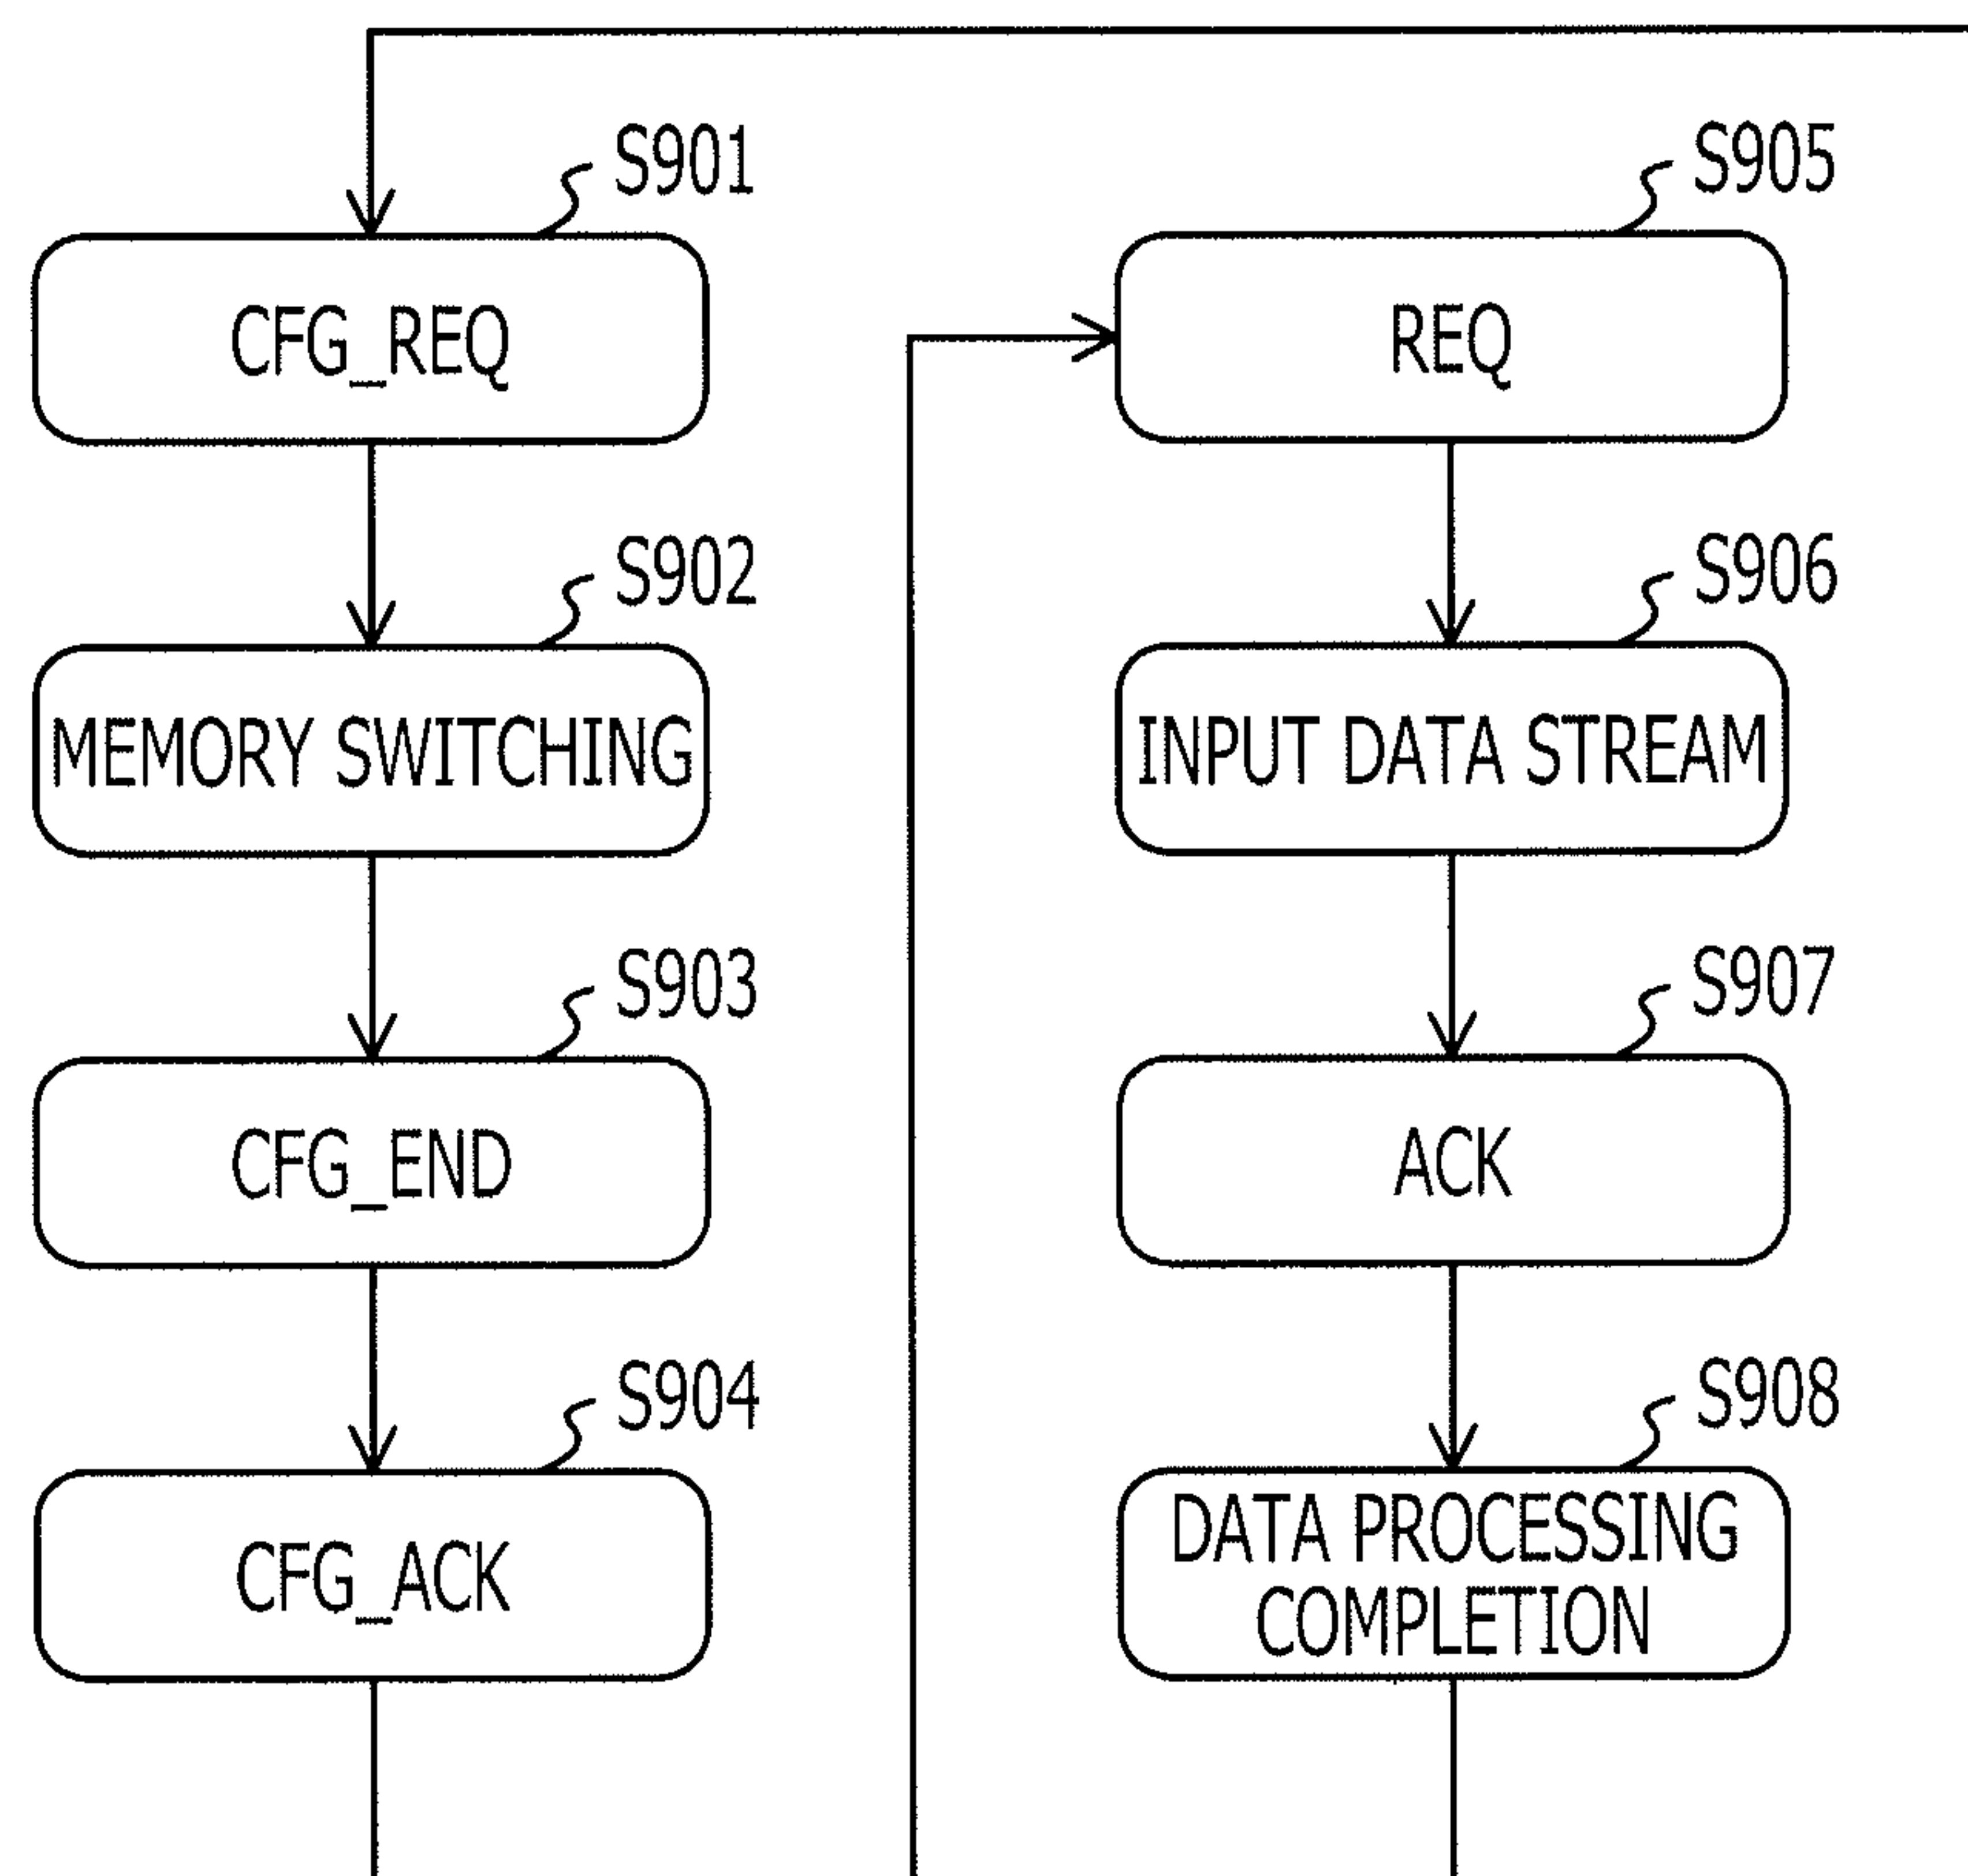 S901
CFG_REQ
S902
MEMORY SWITCHING
S903
CFG_END
S904
CFG_ACK
S905
REQ
S906
INPUT DATA STREAM
S907
ACK
S908
DATA PROCESSING
COMPLETION